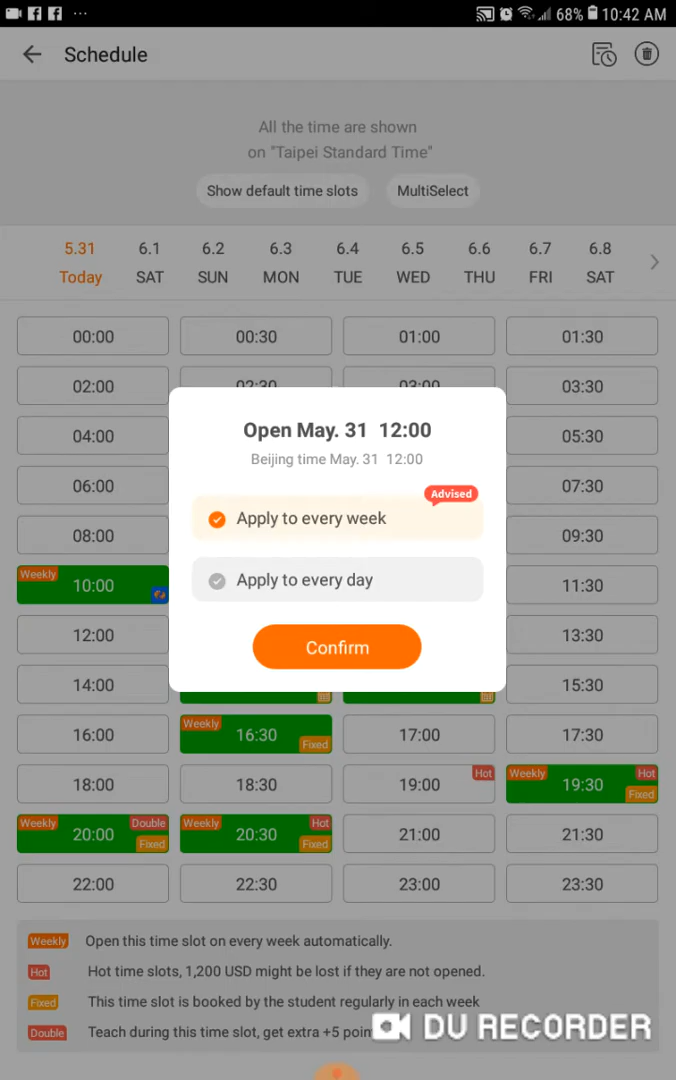 68% 10:42 AM
Schedule
All the time are shown
on "Taipei Standard Time"
Show default time slots MultiSelect
5.31 6.1 6.2 6.3 6.4 6.5 6.6 6.7 6.8
Today SAT SUN MON TUE WED THU FRI SAT
00:00 00:30 01:00 01:30
02:00 02:30 03:00 03:30
04:00 05:30
06:00 07:30
08:00 09:30
Weekly 10:00 11:30
12:00 13:30
14:00 15:30
Open May. 31 12:00
Beijing time May. 31 12:00
Advised
Apply to every week
Apply to every day
Confirm
16:00 Weekly 16:30 Fixed 17:00 17:30
18:00 18:30 19:00 Hot Weekly 19:30 Hot Fixed
Weekly 20:00 Double Fixed Weekly 20:30 Hot Fixed 21:00 21:30
22:00 22:30 23:00 23:30
Weekly Open this time slot on every week automatically.
Hot Hot time slots, 1,200 USD might be lost if they are not opened.
Fixed This time slot is booked by the student regularly in each week
Double Teach during this time slot, get extra +5
DU RECORDER